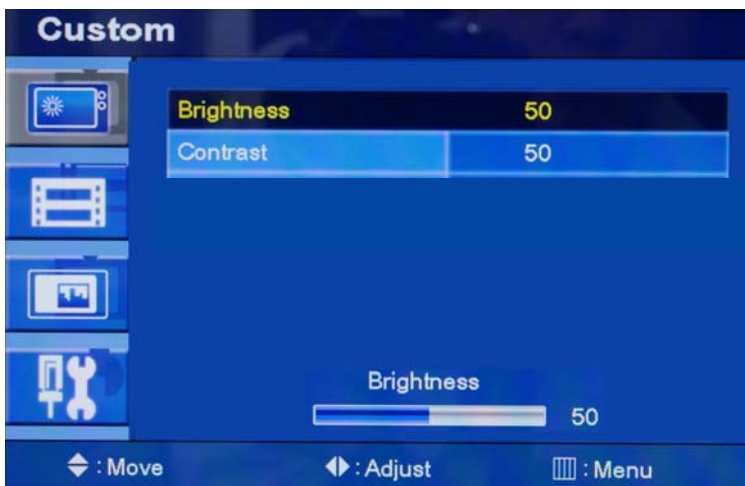 Custom
Brightness 50
Contrast 50
Brightness
50
: Move : Adjust : Menu